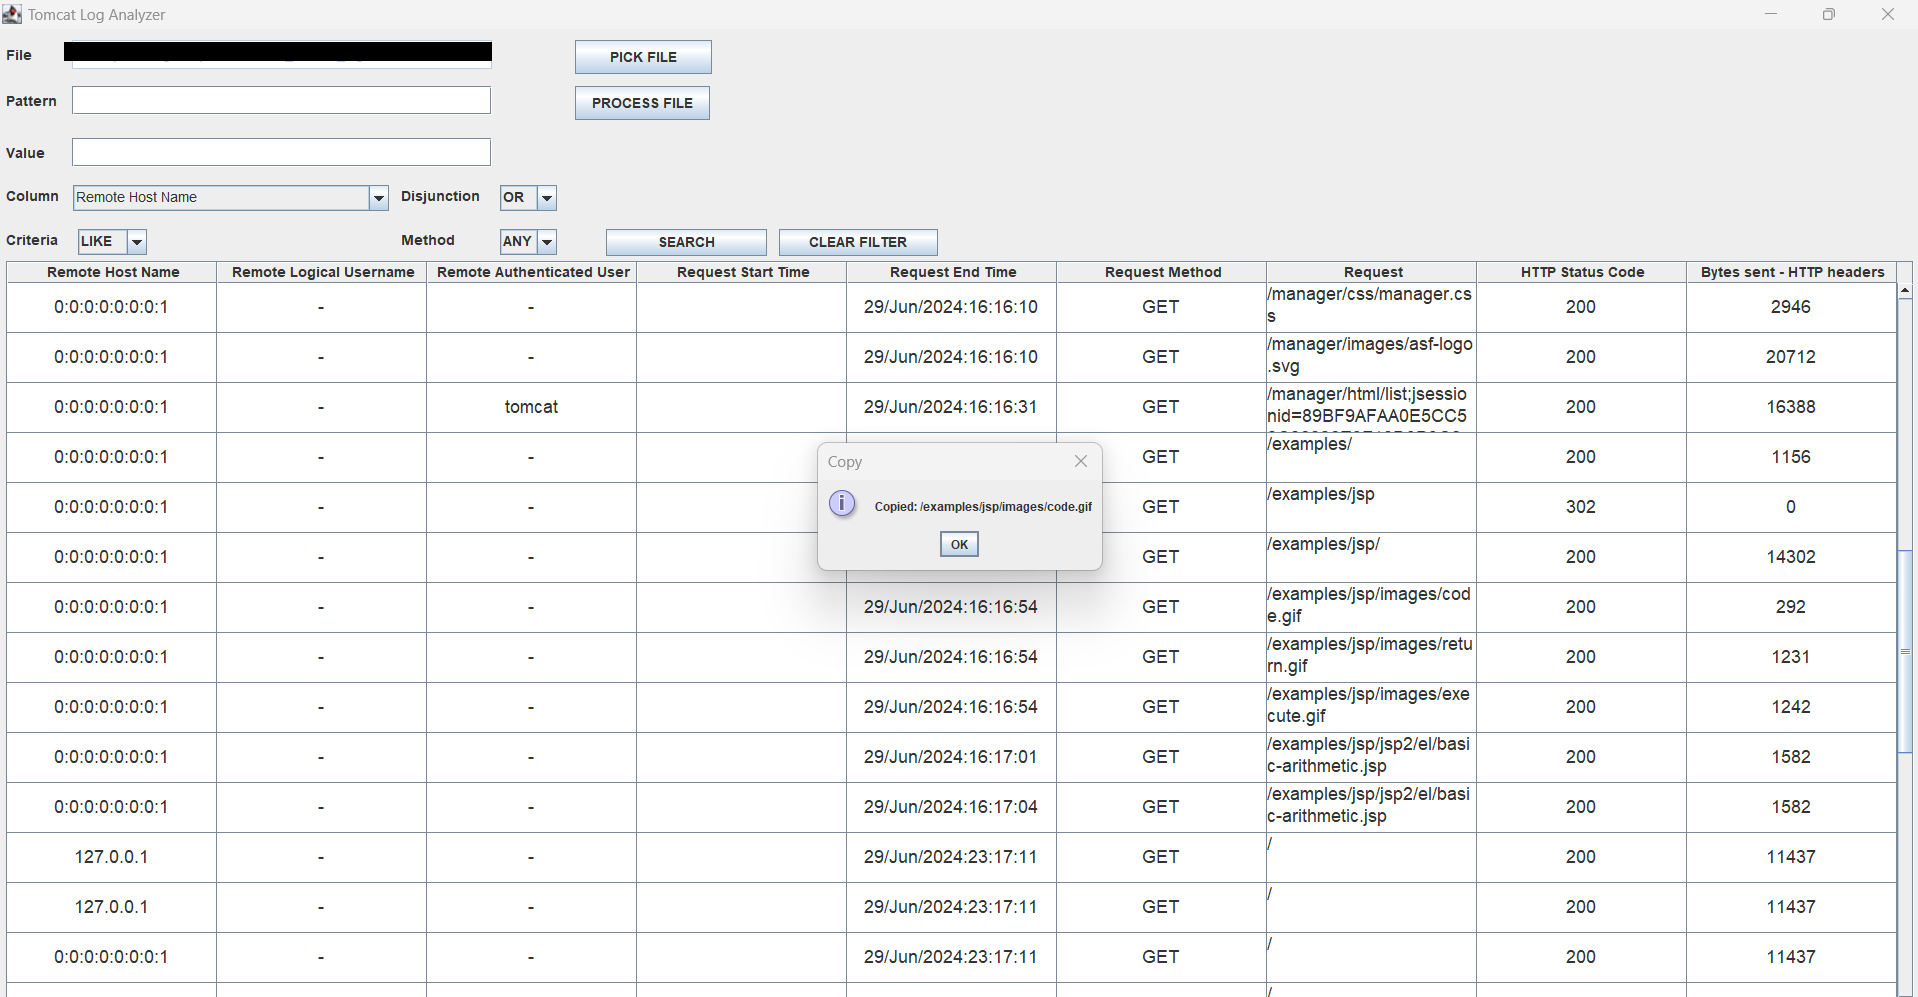 Tomcat Log Analyzer
File
PICK FILE
Pattern
PROCESS FILE
Value
Column Remote Host Name Disjunction OR
Criteria LIKE Method ANY SEARCH CLEAR FILTER
Remote Host Name Remote Logical Username Remote Authenticated User Request Start Time Request End Time Request Method Request HTTP Status Code Bytes sent - HTTP headers
0:0:0:0:0:0:0:1 - - 29/Jun/2024:16:16:10 GET /manager/css/manager.cs
s 200 2946
0:0:0:0:0:0:0:1 - - 29/Jun/2024:16:16:10 GET /manager/images/asf-logo
.svg 200 20712
0:0:0:0:0:0:0:1 - tomcat 29/Jun/2024:16:16:31 GET /manager/html/list;jsessio
nid=89BF9AFAA0E5CC5 200 16388
0:0:0:0:0:0:0:1 - - GET /examples/ 200 1156
0:0:0:0:0:0:0:1 - - GET /examples/jsp 302 0
0:0:0:0:0:0:0:1 - - GET /examples/jsp/ 200 14302
Copy
Copied: /examples/jsp/images/code.gif
OK
0:0:0:0:0:0:0:1 - - 29/Jun/2024:16:16:54 GET /examples/jsp/images/cod
e.gif 200 292
0:0:0:0:0:0:0:1 - - 29/Jun/2024:16:16:54 GET /examples/jsp/images/retu
rn.gif 200 1231
0:0:0:0:0:0:0:1 - - 29/Jun/2024:16:16:54 GET /examples/jsp/images/exe
cute.gif 200 1242
0:0:0:0:0:0:0:1 - - 29/Jun/2024:16:17:01 GET /examples/jsp/jsp2/el/basi
c-arithmetic.jsp 200 1582
0:0:0:0:0:0:0:1 - - 29/Jun/2024:16:17:04 GET /examples/jsp/jsp2/el/basi
c-arithmetic.jsp 200 1582
127.0.0.1 - - 29/Jun/2024:23:17:11 GET / 200 11437
127.0.0.1 - - 29/Jun/2024:23:17:11 GET / 200 11437
0:0:0:0:0:0:0:1 - - 29/Jun/2024:23:17:11 GET / 200 11437
/